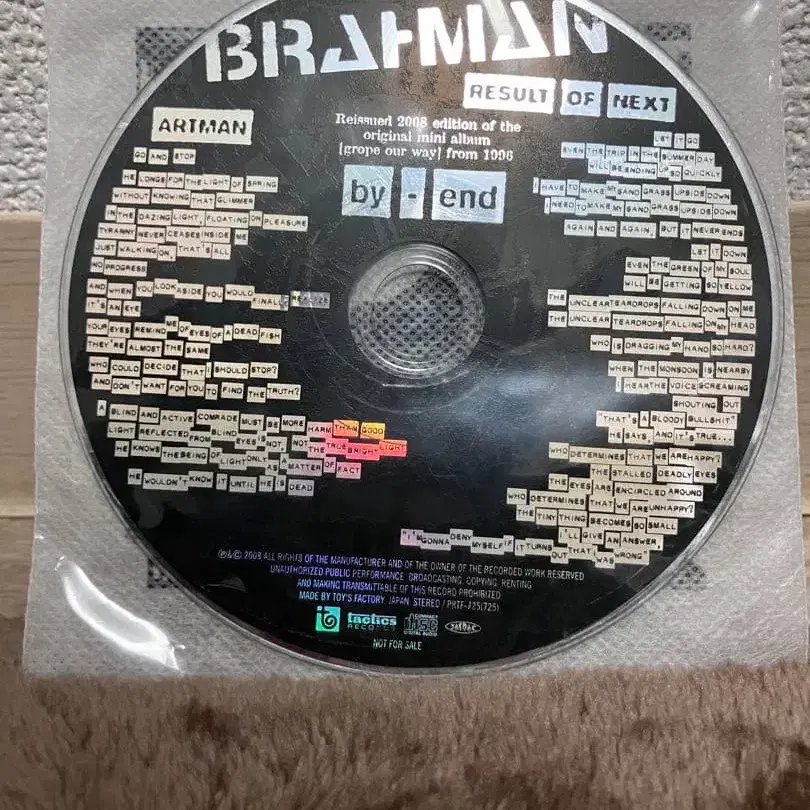 BRAHMAN
RESULT OF NEXT
ARTMAN
Reissued 2008 edition of the
original mini album
[grope our way] from 1996
by - end
GO AND STOP
HE LONGS FOR THE LIGHT OF SPRING
WITHOUT KNOWING THAT GLIMMER
IN THE DAZING LIGHT, FLOATING ON PLEASURE
TYRANNY NEVER CEASES INSIDE ME
JUST WALKING ON, THAT'S ALL
NO PROGRESS
AND WHEN YOU LOOK ASIDE YOU WOULD FINALLY REALIZE
IT'S AN EYE
YOUR EYES REMIND ME OF EYES OF A DEAD FISH
THEY'RE ALMOST THE SAME
WHO COULD DECIDE THAT I SHOULD STOP?
AND DON'T WANT FOR YOU TO FIND THE TRUTH?
A BLIND AND ACTIVE COMRADE MUST BE MORE HARM THAN GOOD
LIGHT REFLECTED FROM BLIND EYES IS NOT, NOT THE TRUE BRIGHT LIGHT
HE KNOWS THE BEING OF LIGHT ONLY AS A MATTER OF FACT
HE WOULDN'T KNOW IT UNTIL HE IS DEAD
LET IT GO
EVEN THE TRIP IN THE SUMMER DAY
WILL BE ENDING UP SO QUICKLY
I HAVE TO MAKE MY SAND GRASS UPSIDE DOWN
I NEED TO MAKE MY SAND GRASS UPSIDE DOWN
AGAIN AND AGAIN, BUT IT NEVER ENDS
LET IT DOWN
EVEN THE GREEN OF MY SOUL
WILL BE GETTING SO YELLOW
THE UNCLEAR TEARDROPS FALLING DOWN ON ME
THE UNCLEAR TEARDROPS FALLING ON MY HEAD
WHO IS DRAGGING MY HAND SO HARD?
WHEN THE MONSOON IS NEARBY
I HEAR THE VOICE SCREAMING
SHOUTING OUT
"THAT'S A BLOODY BULLSHIT"
HE SAYS, AND IT'S TRUE...
WHO DETERMINES THAT WE ARE HAPPY?
THE STALLED DEADLY EYES
THE EYES ARE ENCIRCLED AROUND
WHO DETERMINES THAT WE ARE UNHAPPY?
THE TINY THING BECOMES SO SMALL
I'LL GIVE AN ANSWER,
"I'M GONNA DENY MYSELF IF IT TURNS OUT THAT WAS WRONG"
℗&© 2008 ALL RIGHTS OF THE MANUFACTURER AND OF THE OWNER OF THE RECORDED WORK RESERVED
UNAUTHORIZED PUBLIC PERFORMANCE BROADCASTING, COPYING, RENTING
AND MAKING TRANSMITTABLE OF THIS RECORD PROHIBITED
MADE BY TOY'S FACTORY, JAPAN STEREO / PRTF-725(725)
tactics RECORDS
COMPACT disc DIGITAL AUDIO
JASRAC
NOT FOR SALE